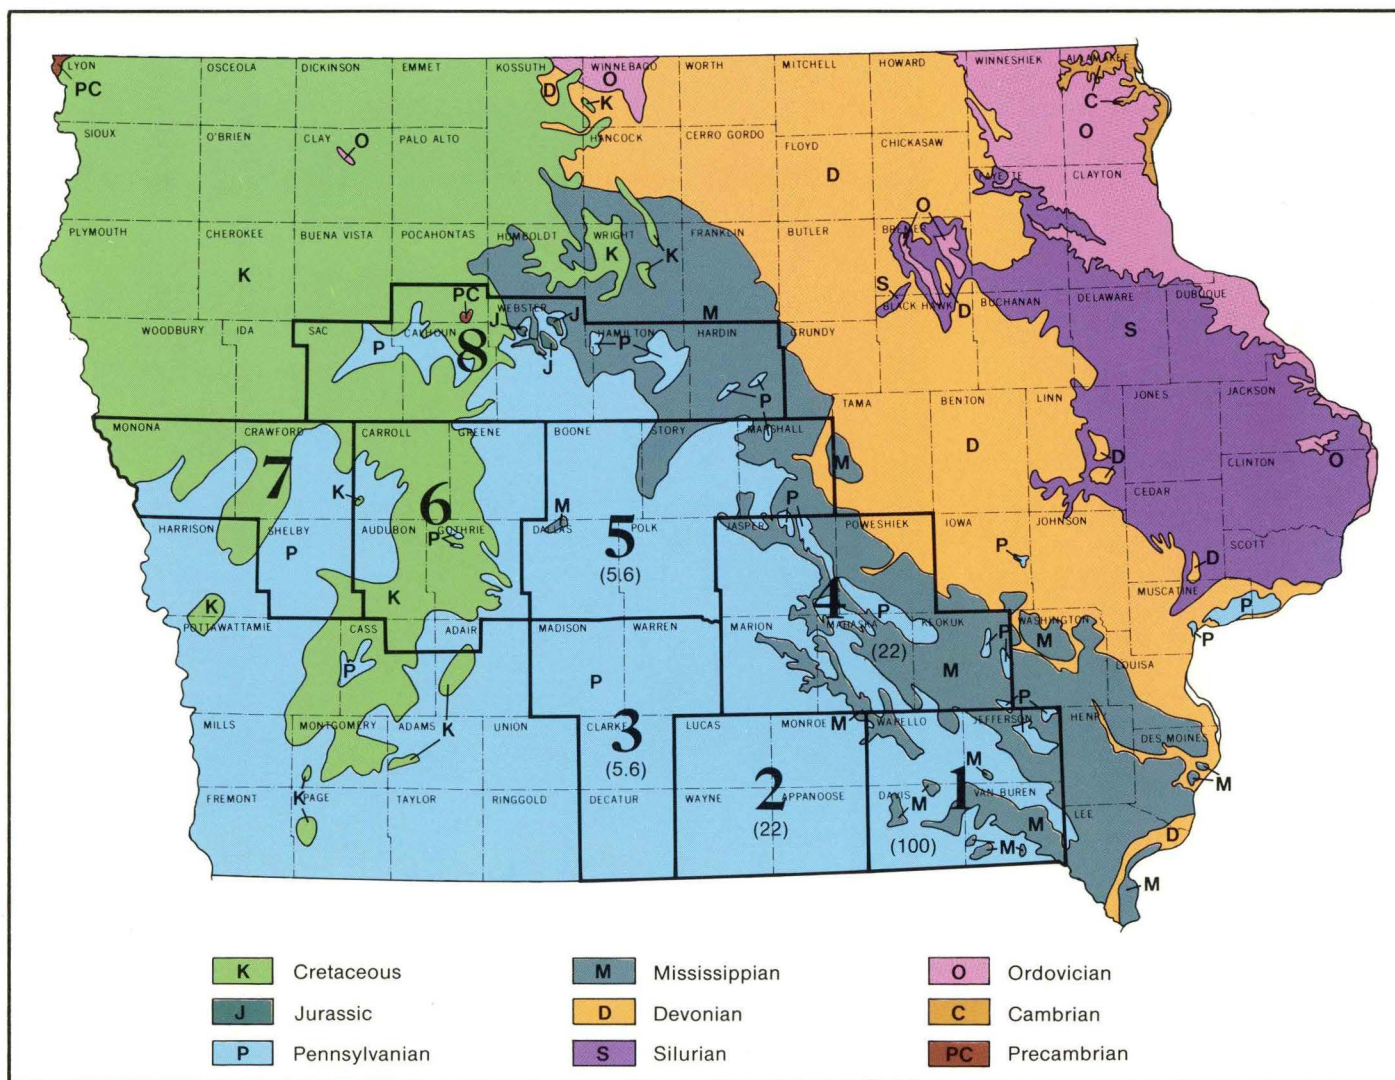 LYON OSCEOLA DICKINSON EMMET KOSSUTH WINNEBAGO WORTH MITCHELL HOWARD WINNESHIEK ALLAMAKEE
PC D O K C
SIOUX O'BRIEN CLAY O PALO ALTO HANCOCK CERRO GORDO FLOYD CHICKASAW O
D FAYETTE CLAYTON
O
PLYMOUTH CHEROKEE BUENA VISTA POCAHONTAS HUMBOLDT WRIGHT FRANKLIN BUTLER BREMER
K K K
PC S BLACK HAWK D BUCHANAN DELAWARE DUBUQUE
WEBSTER J J M
WOODBURY IDA SAC CALHOUN HAMILTON HARDIN GRUNDY S
P 8 J P
P TAMA BENTON LINN JONES JACKSON
MONONA CRAWFORD CARROLL GREENE BOONE STORY MARSHALL
7 K 6 M P M D D CLINTON O
CEDAR
HARRISON SHELBY AUDUBON GUTHRIE DALLAS POLK JASPER POWESHIEK IOWA JOHNSON
P P 5 P SCOTT
(5.6) D
MUSCATINE
K K 4 P P
POTTAWATTAMIE CASS ADAIR MADISON WARREN MARION MAHASKA KEOKUK P WASHINGTON P
P (22) M M LOUISA
P
MILLS MONTGOMERY ADAMS UNION CLARKE LUCAS MONROE WAPELLO JEFFERSON P HENRY
K 3 M DES MOINES
(5.6) M M
FREMONT K PAGE TAYLOR RINGGOLD DECATUR WAYNE 2 APPANOOSE DAVIS 1 VAN BUREN
M LEE
(22) (100) M M D
M
K Cretaceous M Mississippian O Ordovician
J Jurassic D Devonian C Cambrian
P Pennsylvanian S Silurian PC Precambrian